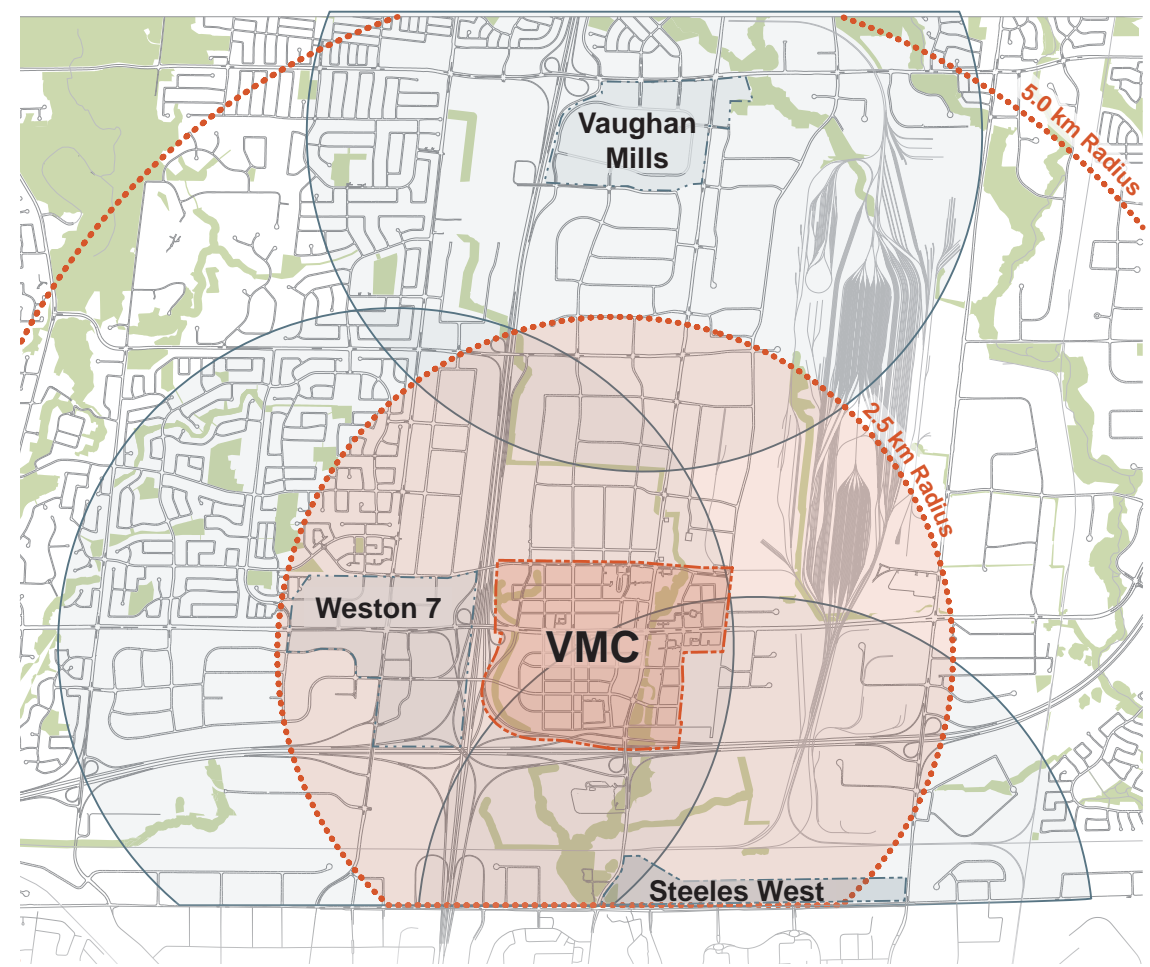 5.0 km Radius
Vaughan
Mills
2.5 km Radius
Weston 7
VMC
Steeles West